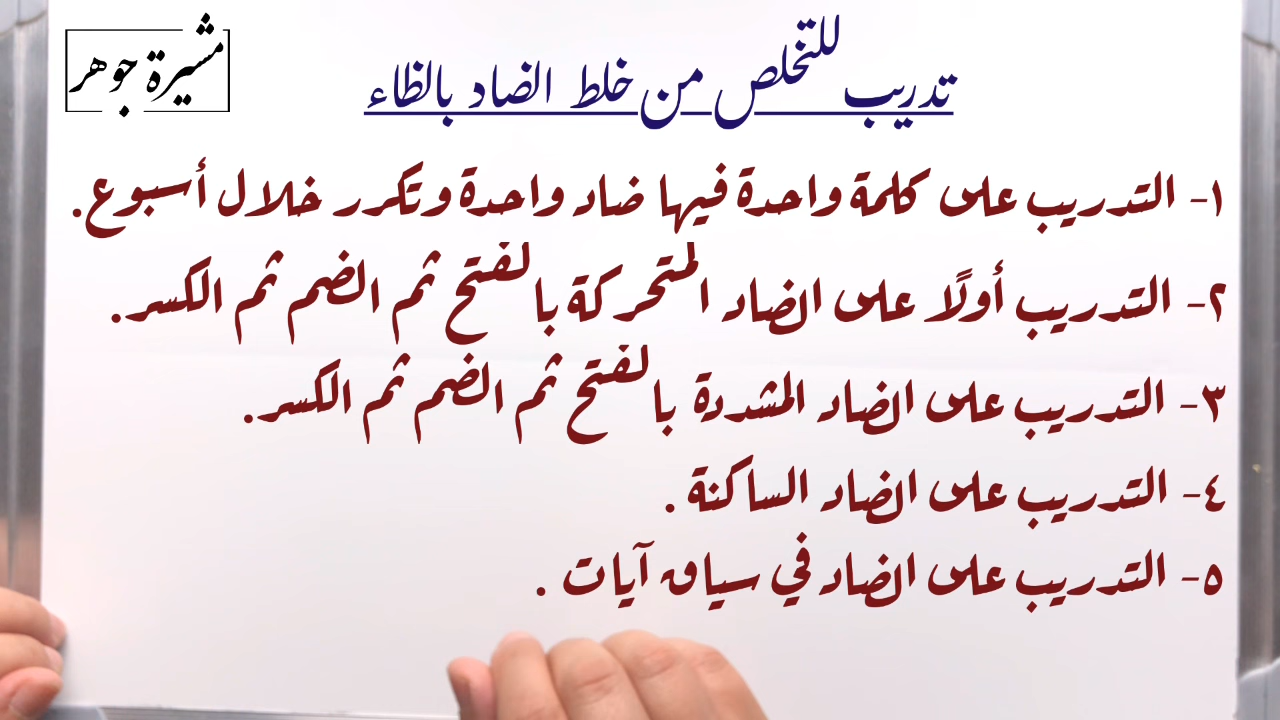 مشيرة جوهر
تدريب للتخلص من خلط الضاد بالظاء
١- التدريب على كلمة واحدة فيها ضاد واحدة وتكرر خلال أسبوع.
٢- التدريب أولًا على الضاد المتحركة بالفتح ثم الضم ثم الكسر.
٣- التدريب على الضاد المشددة بالفتح ثم الضم ثم الكسر.
٤- التدريب على الضاد الساكنة .
٥- التدريب على الضاد في سياق آيات .